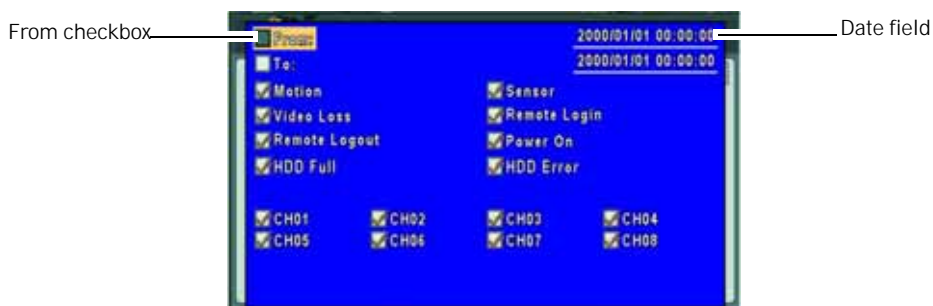 From checkbox
From: 2000/01/01 00:00:00
Date field
To: 2000/01/01 00:00:00
Motion Sensor
Video Loss Remote Login
Remote Logout Power On
HDD Full HDD Error
CH01 CH02 CH03 CH04
CH05 CH06 CH07 CH08